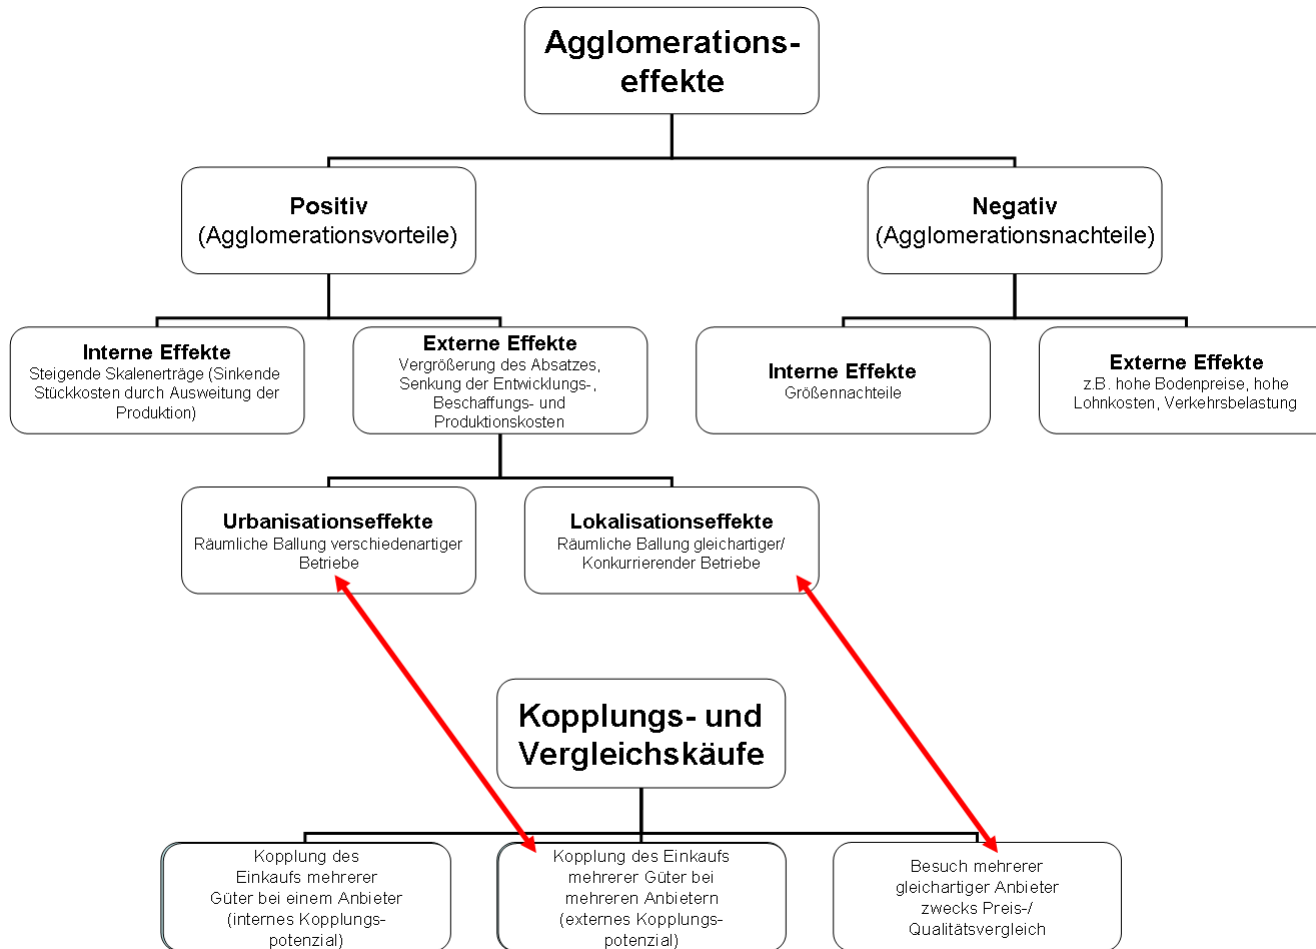 Agglomerations-
effekte
Positiv
(Agglomerationsvorteile)
Negativ
(Agglomerationsnachteile)
Interne Effekte
Steigende Skalenerträge (Sinkende
Stückkosten durch Ausweitung der
Produktion)
Externe Effekte
Vergrößerung des Absatzes,
Senkung der Entwicklungs-,
Beschaffungs- und
Produktionskosten
Interne Effekte
Größennachteile
Externe Effekte
z.B. hohe Bodenpreise, hohe
Lohnkosten, Verkehrsbelastung
Urbanisationseffekte
Räumliche Ballung verschiedenartiger
Betriebe
Lokalisationseffekte
Räumliche Ballung gleichartiger/
Konkurrierender Betriebe
Kopplungs- und
Vergleichskäufe
Kopplung des
Einkaufs mehrerer
Güter bei einem Anbieter
(internes Kopplungs-
potenzial)
Kopplung des Einkaufs
mehrerer Güter bei
mehreren Anbietern
(externes Kopplungs-
potenzial)
Besuch mehrerer
gleichartiger Anbieter
zwecks Preis-/
Qualitätsvergleich